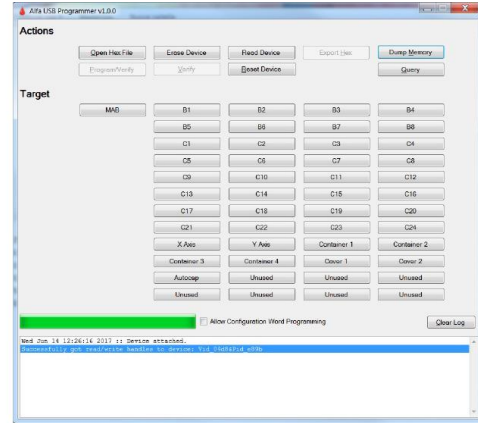 Alfa USB Programmer v1.0.0
Actions
Open Hex File Erase Device Read Device Export Hex Dump Memory
Program/Verify Verify Reset Device Query
Target
MAB B1 B2 B3 B4
B5 B6 B7 B8
C1 C2 C3 C4
C5 C6 C7 C8
C9 C10 C11 C12
C13 C14 C15 C16
C17 C18 C19 C20
C21 C22 C23 C24
X Axis Y Axis Container 1 Container 2
Container 3 Container 4 Cover 1 Cover 2
Autocap Unused Unused Unused
Unused Unused Unused Unused
Allow Configuration Word Programming Clear Log
Wed Jun 14 12:26:16 2017 :: Device attached.
Successfully got read/write handles to device: